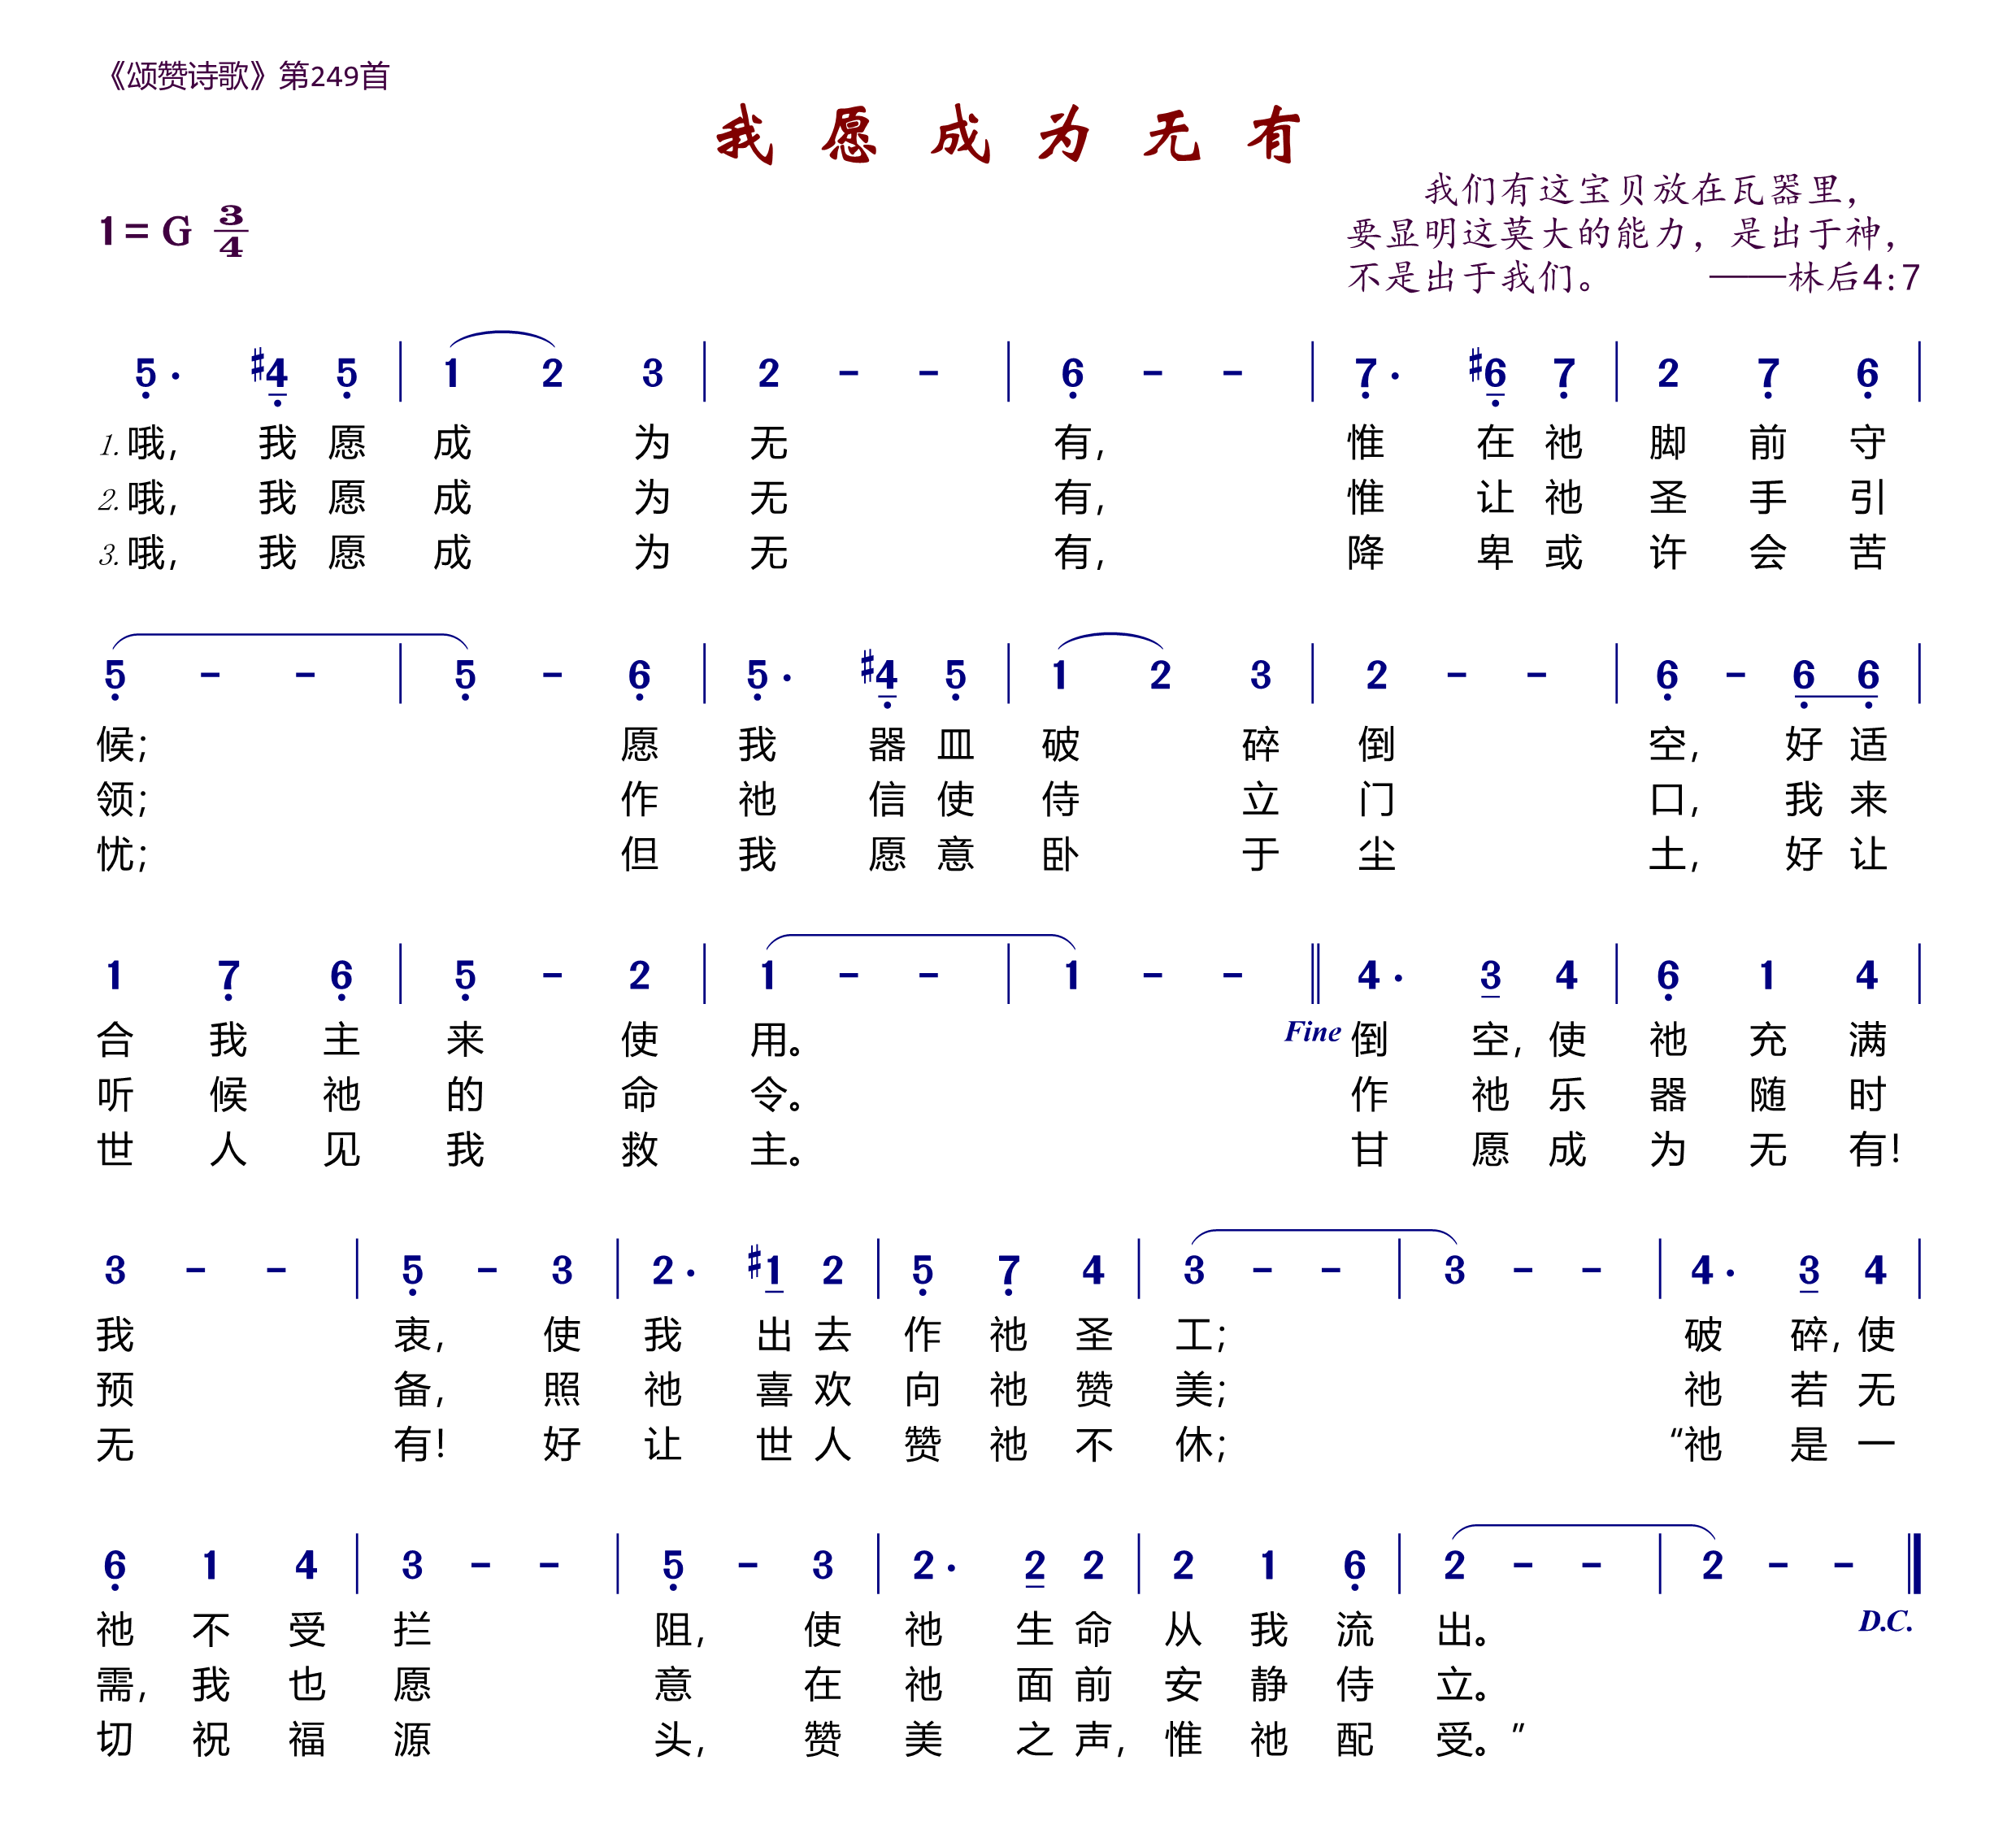 《颂赞诗歌》第249首
我愿成为无有
我们有这宝贝放在瓦器里，
1 = G 3/4
要显明这莫大的能力，是出于神，
不是出于我们。 ——林后4:7
5̣· #4̣ 5̣ | 1 2 3 | 2 - - | 6̣ - - | 7̣· #6̣ 7̣ | 2 7̣ 6̣ |
1.哦，我愿成为无有，惟在祂脚前守
2.哦，我愿成为无有，惟让祂圣手引
3.哦，我愿成为无有，降卑或许会苦
5̣ - - | 5̣ - 6̣ | 5̣· #4̣ 5̣ | 1 2 3 | 2 - - | 6̣ - 6̣ 6̣ |
候；愿我器皿破碎倒空，好适
领；作祂信使侍立门口，我来
忧；但我愿意卧于尘土，好让
1 7̣ 6̣ | 5̣ - 2 | 1 - - | 1 - - || 4· 3 4 | 6̣ 1 4 |
合我主来使用。 Fine 倒空，使祂充满
听候祂的命令。作祂乐器随时
世人见我救主。甘愿成为无有！
3 - - | 5̣ - 3 | 2· #1 2 | 5̣ 7̣ 4 | 3 - - | 3 - - | 4· 3 4 |
我衷，使我出去作祂圣工；破碎，使
预备，照祂喜欢向祂赞美；祂若无
无有！好让世人赞祂不休；“祂是一
6̣ 1 4 | 3 - - | 5̣ - 3 | 2· 2 2 | 2 1 6̣ | 2 - - | 2 - - ‖
祂不受拦阻，使祂生命从我流出。 D.C.
需，我也愿意在祂面前安静侍立。
切祝福源头，赞美之声，惟祂配受。”